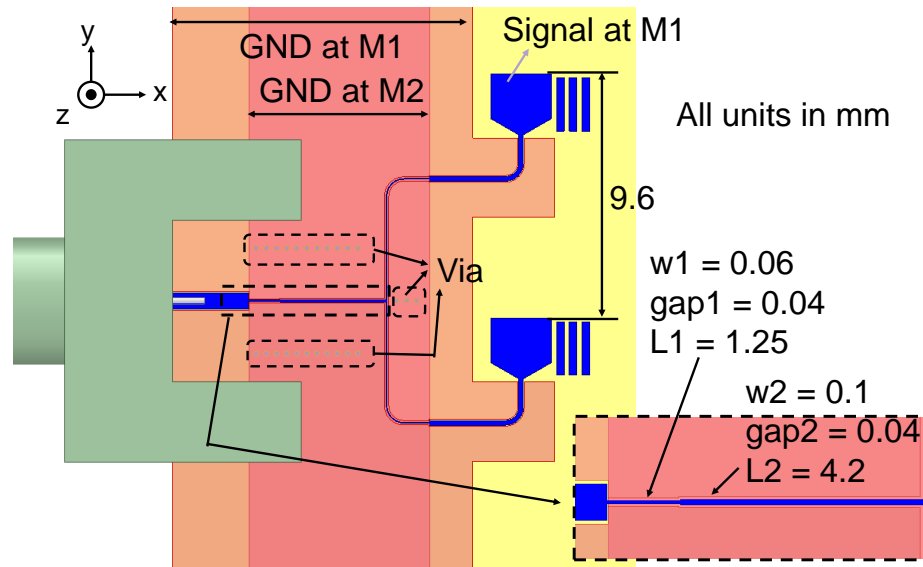 GND at M1
Signal at M1
y
x
z
GND at M2
All units in mm
9.6
Via
w1 = 0.06
gap1 = 0.04
L1 = 1.25
w2 = 0.1
gap2 = 0.04
L2 = 4.2